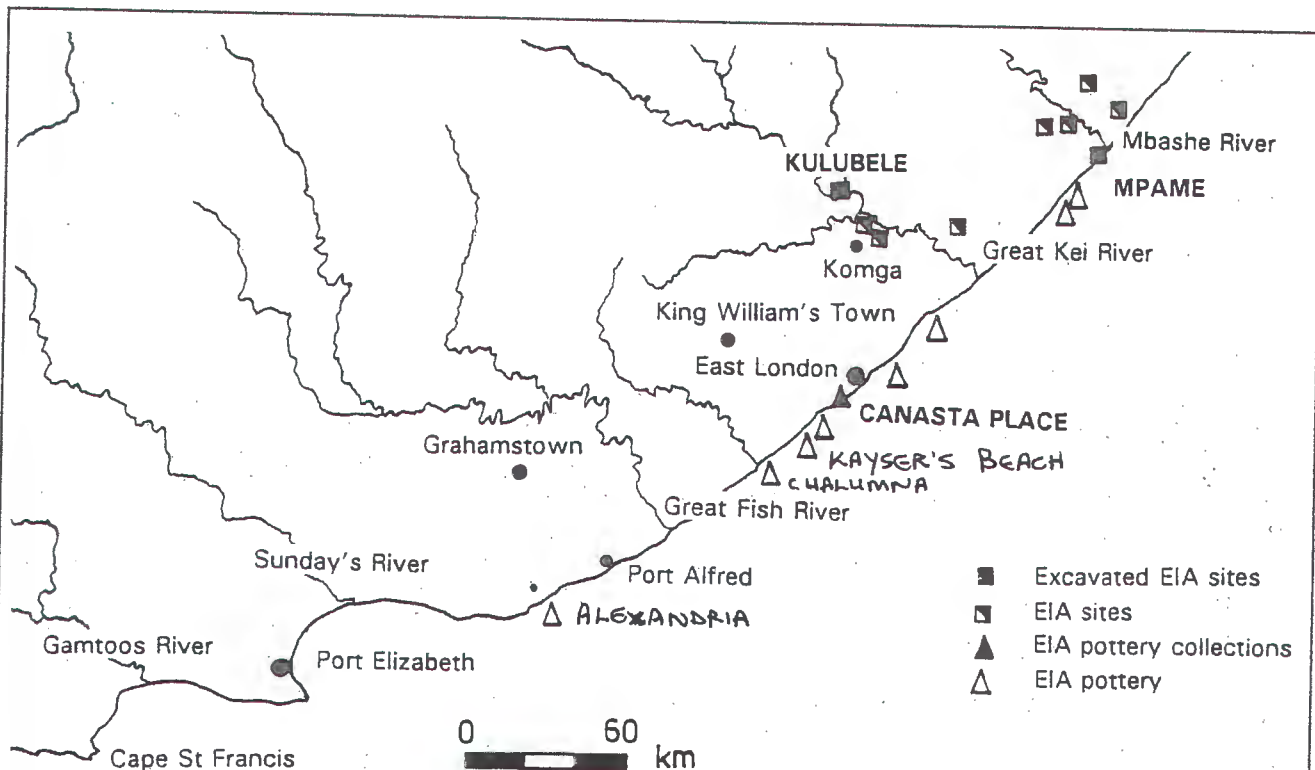 Mbashe River
KULUBELE
MPAME
Great Kei River
Komga
King William's Town
East London
CANASTA PLACE
KAYSER'S BEACH
CHALUMNA
Grahamstown
Great Fish River
Sunday's River
Port Alfred
ALEXANDRIA
Gamtoos River
Port Elizabeth
Cape St Francis
Excavated EIA sites
EIA sites
EIA pottery collections
EIA pottery
0 60
km